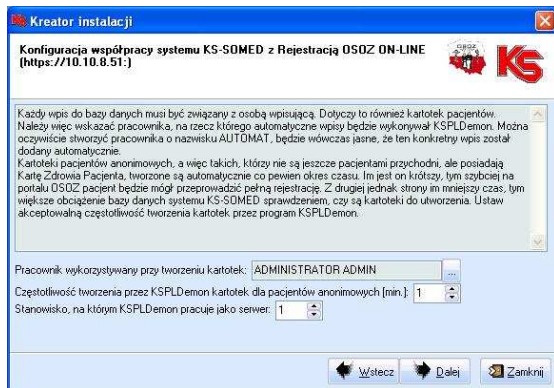 Kreator instalacji
Konfiguracja współpracy systemu KS-SOMED z Rejestracją OSOZ ON-LINE
(https://10.10.8.51:)
OSOZ
KS
Każdy wpis do bazy danych musi być związany z osobą wpisującą. Dotyczy to również kartotek pacjentów.
Należy więc wskazać pracownika, na rzecz którego automatyczne wpisy będzie wykonywał KSPLDemon. Można
oczywiście stworzyć pracownika o nazwisku AUTOMAT, będzie wówczas jasne, że ten konkretny wpis został
dodany automatycznie.
Kartoteki pacjentów anonimowych, a więc takich, którzy nie są jeszcze pacjentami przychodni, ale posiadają
Kartę Zdrowia Pacjenta, tworzone są automatycznie co pewien okres czasu. Im jest on krótszy, tym szybciej na
portalu OSOZ pacjent będzie mógł przeprowadzić pełną rejestrację. Z drugiej jednak strony im mniejszy czas, tym
większe obciążenie bazy danych systemu KS-SOMED sprawdzeniem, czy są kartoteki do utworzenia. Ustaw
akceptowalną częstotliwość tworzenia kartotek przez program KSPLDemon.
Pracownik wykorzystywany przy tworzeniu kartotek: ADMINISTRATOR ADMIN ...
Częstotliwość tworzenia przez KSPLDemon kartotek dla pacjentów anonimowych [min.]: 1
Stanowisko, na którym KSPLDemon pracuje jako serwer: 1
Wstecz Dalej Zamknij